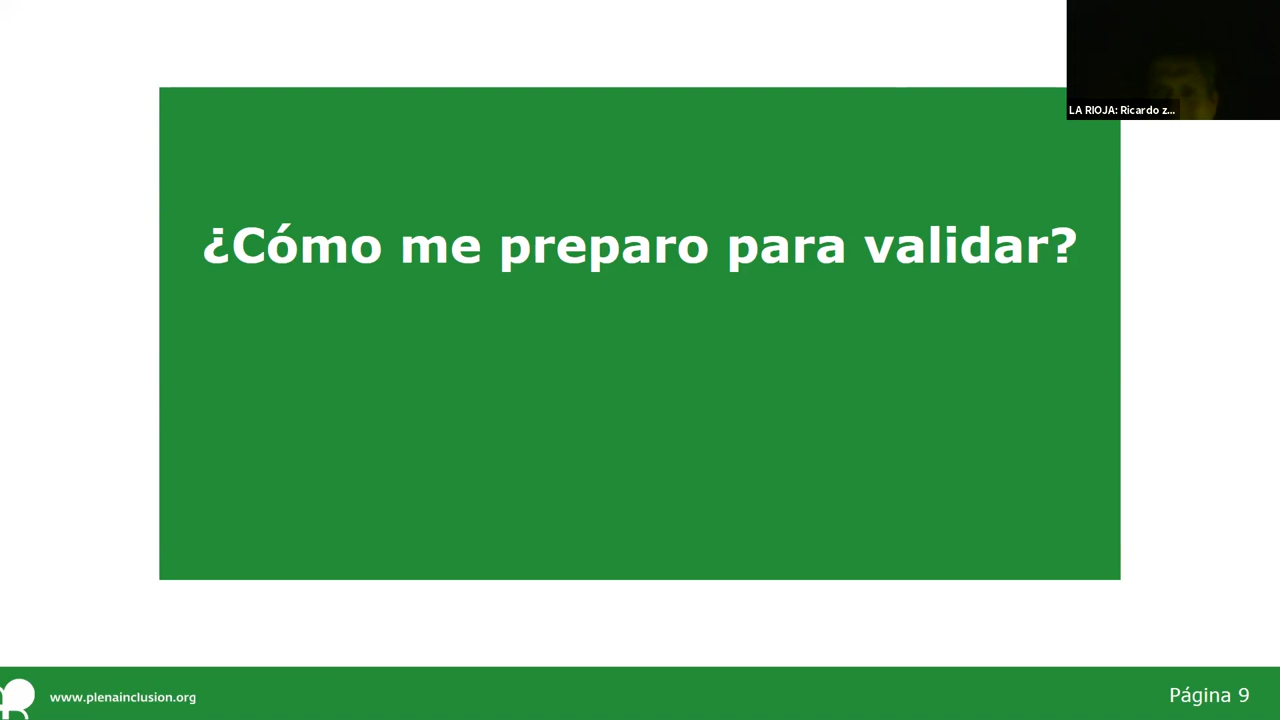 LA RIOJA: Ricardo z...
¿Cómo me preparo para validar?
www.plenainclusion.org
Página 9